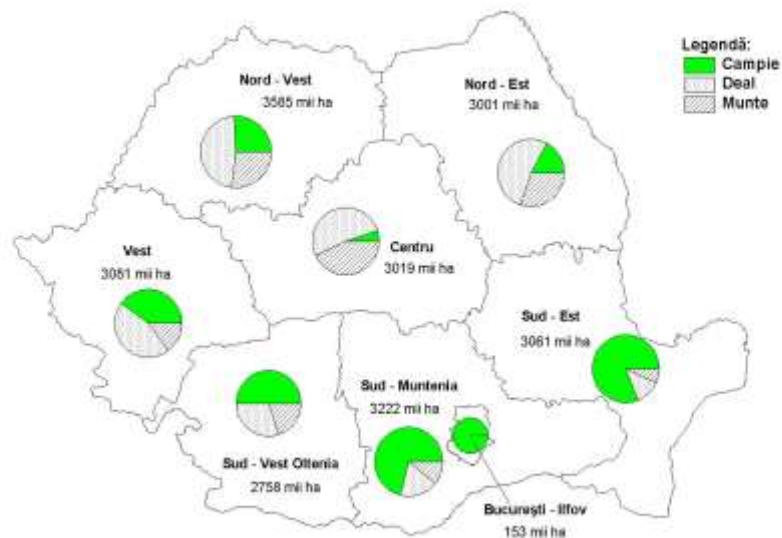 Legendă:
Campie
Deal
Munte
Nord - Vest
3585 mii ha
Nord - Est
3001 mii ha
Centru
3019 mii ha
Vest
3081 mii ha
Sud - Est
3061 mii ha
Sud - Muntenia
3222 mii ha
Sud - Vest Oltenia
2758 mii ha
Bucureşti - Ilfov
153 mii ha